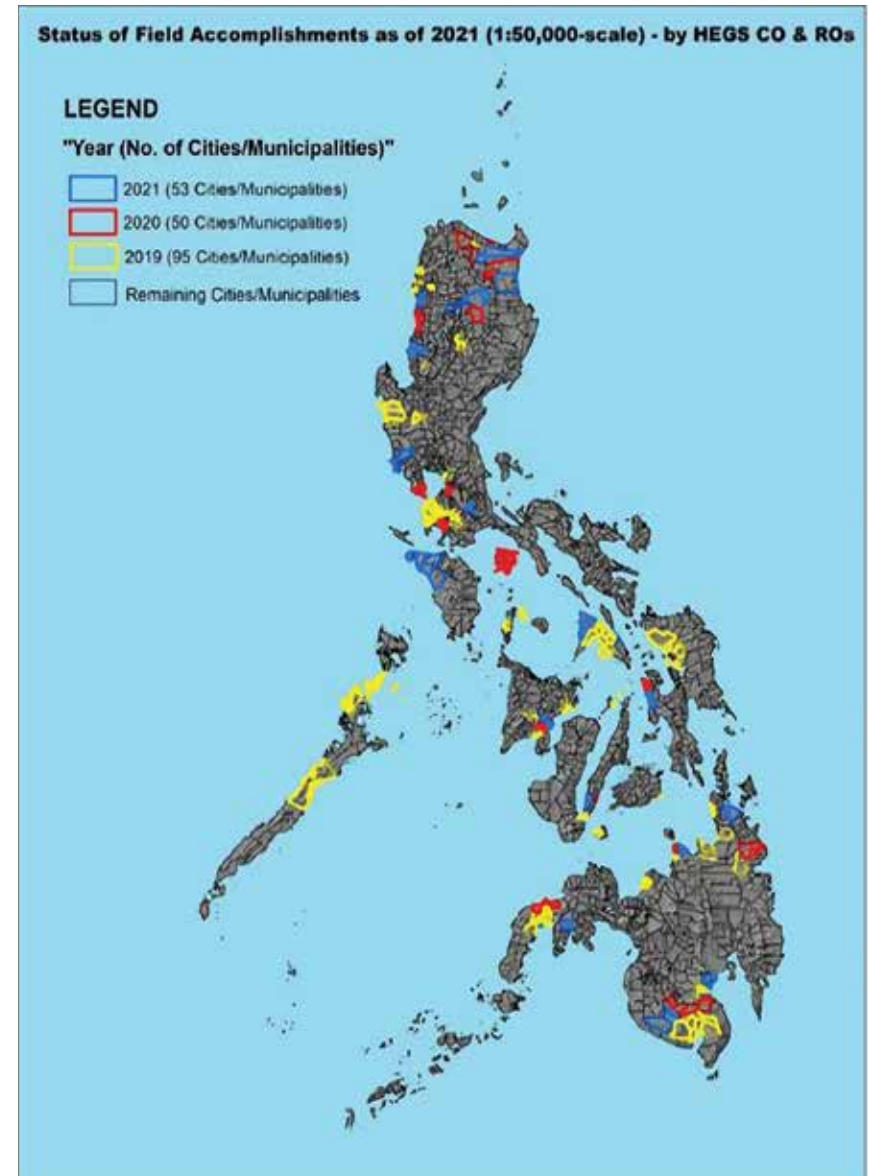 Status of Field Accomplishments as of 2021 (1:50,000-scale) - by HEGS CO & ROs
LEGEND
"Year (No. of Cities/Municipalities)"
2021 (53 Cities/Municipalities)
2020 (50 Cities/Municipalities)
2019 (95 Cities/Municipalities)
Remaining Cities/Municipalities